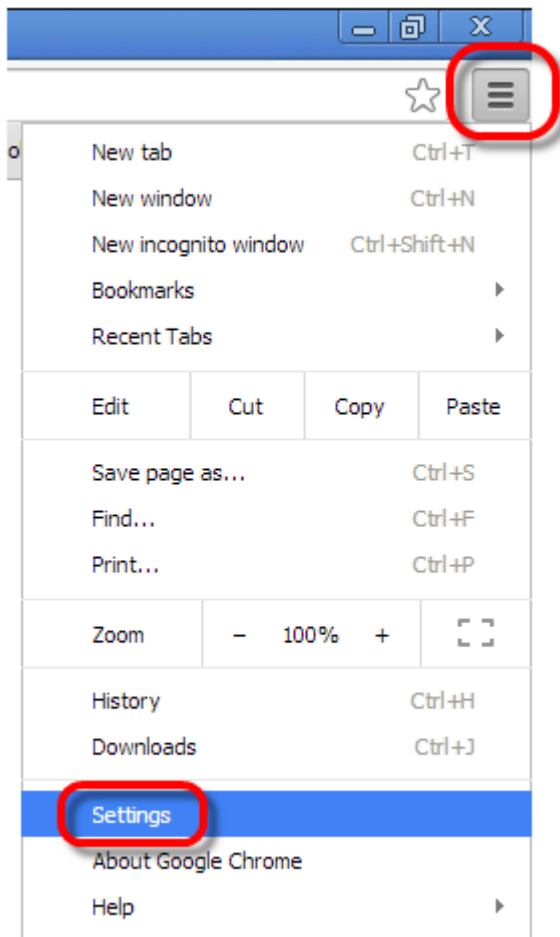 o
New tab Ctrl+T
New window Ctrl+N
New incognito window Ctrl+Shift+N
Bookmarks
Recent Tabs
Edit Cut Copy Paste
Save page as... Ctrl+S
Find... Ctrl+F
Print... Ctrl+P
Zoom - 100% +
History Ctrl+H
Downloads Ctrl+J
Settings
About Google Chrome
Help